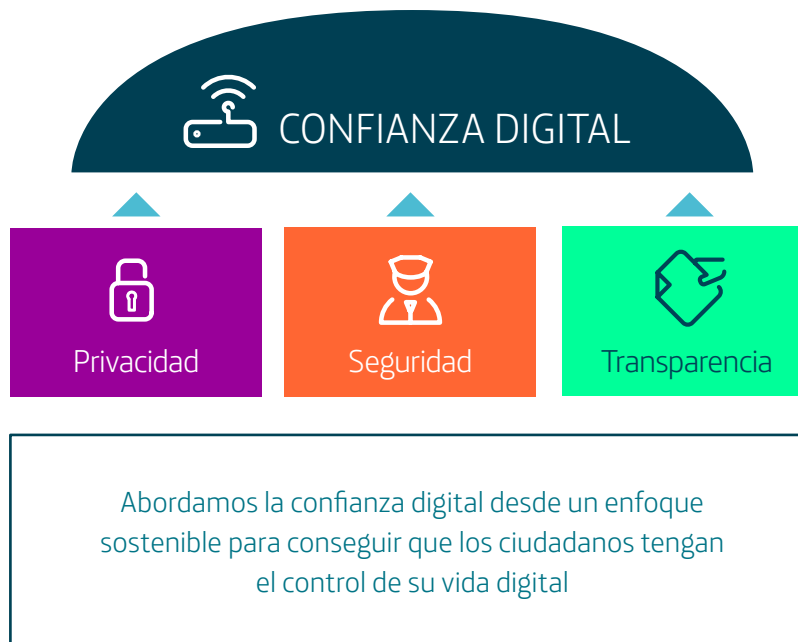 CONFIANZA DIGITAL
Privacidad
Seguridad
Transparencia
Abordamos la confianza digital desde un enfoque
sostenible para conseguir que los ciudadanos tengan
el control de su vida digital